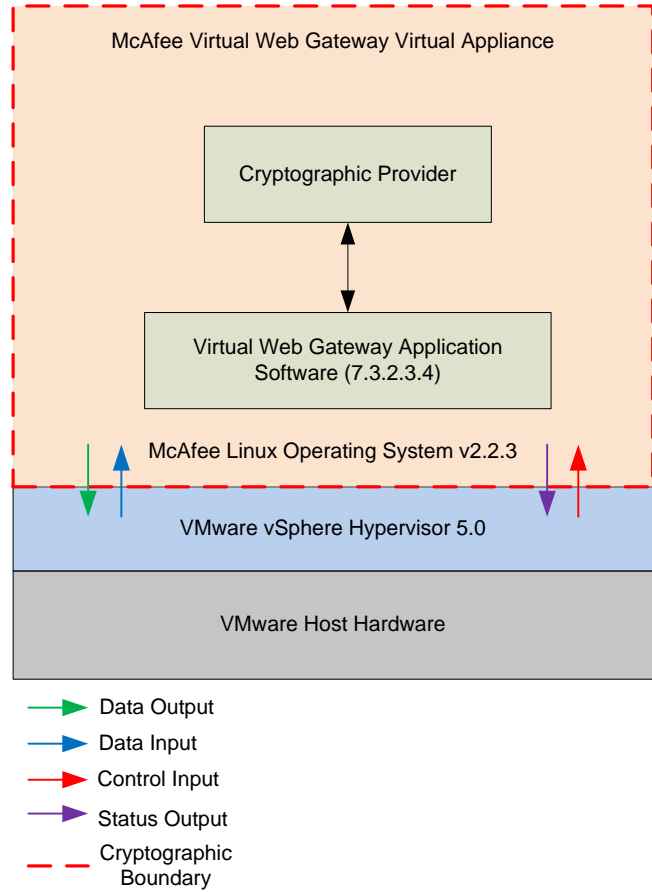 McAfee Virtual Web Gateway Virtual Appliance
Cryptographic Provider
Virtual Web Gateway Application
Software (7.3.2.3.4)
McAfee Linux Operating System v2.2.3
VMware vSphere Hypervisor 5.0
VMware Host Hardware
Data Output
Data Input
Control Input
Status Output
Cryptographic
Boundary